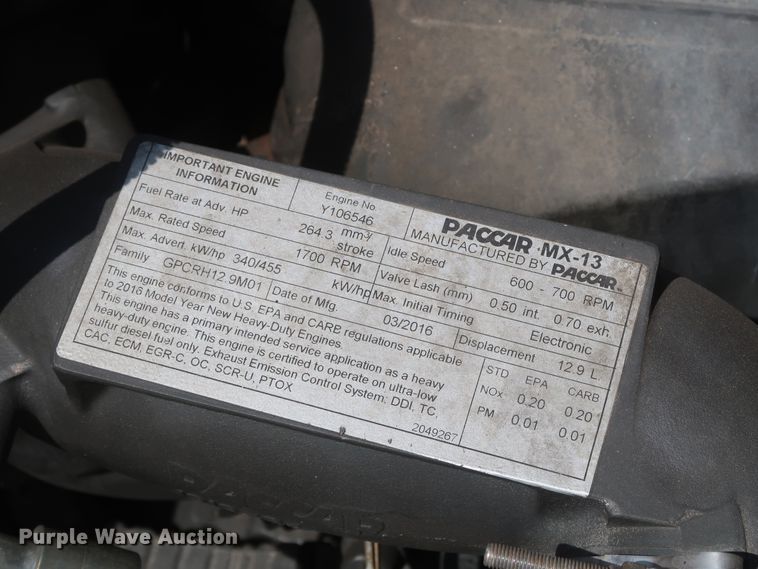 IMPORTANT ENGINE
INFORMATION
Engine No
Y106546
PACCAR MX-13
MANUFACTURED BY PACCAR
Fuel Rate at Adv. HP 264.3 mm3/
stroke
Idle Speed 600 - 700 RPM
Max. Rated Speed 1700 RPM
Valve Lash (mm) 0.50 int. 0.70 exh.
Max. Advert. kW/hp 340/455 kW/hp
Max. Initial Timing Electronic
Family GPCRH12.9M01
Date of Mfg. 03/2016
Displacement 12.9 L.
This engine conforms to U.S. EPA and CARB regulations applicable
to 2016 Model Year New Heavy-Duty Engines.
This engine has a primary intended service application as a heavy
heavy-duty engine. This engine is certified to operate on ultra-low
sulfur diesel fuel only. Exhaust Emission Control System: DDI, TC,
CAC, ECM, EGR-C, OC, SCR-U, PTOX
2049267
STD EPA CARB
NOx 0.20 0.20
PM 0.01 0.01
PACCAR
Purple Wave Auction